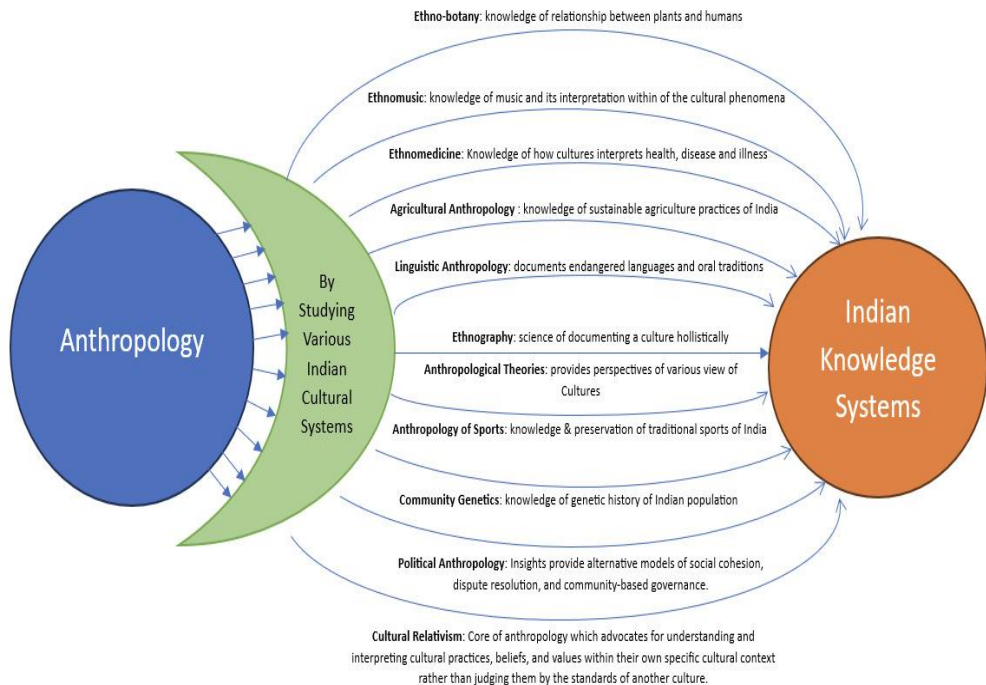 Ethno-botany: knowledge of relationship between plants and humans
Ethnomusic: knowledge of music and its interpretation within of the cultural phenomena
Ethnomedicine: Knowledge of how cultures interprets health, disease and illness
Agricultural Anthropology : knowledge of sustainable agriculture practices of India
Linguistic Anthropology: documents endangered languages and oral traditions
Anthropology
By
Studying
Various
Indian
Cultural
Systems
Ethnography: science of documenting a culture hollistically
Anthropological Theories: provides perspectives of various view of
Cultures
Anthropology of Sports: knowledge & preservation of traditional sports of India
Community Genetics: knowledge of genetic history of Indian population
Political Anthropology: Insights provide alternative models of social cohesion,
dispute resolution, and community-based governance.
Cultural Relativism: Core of anthropology which advocates for understanding and
interpreting cultural practices, beliefs, and values within their own specific cultural context
rather than judging them by the standards of another culture.
Indian
Knowledge
Systems